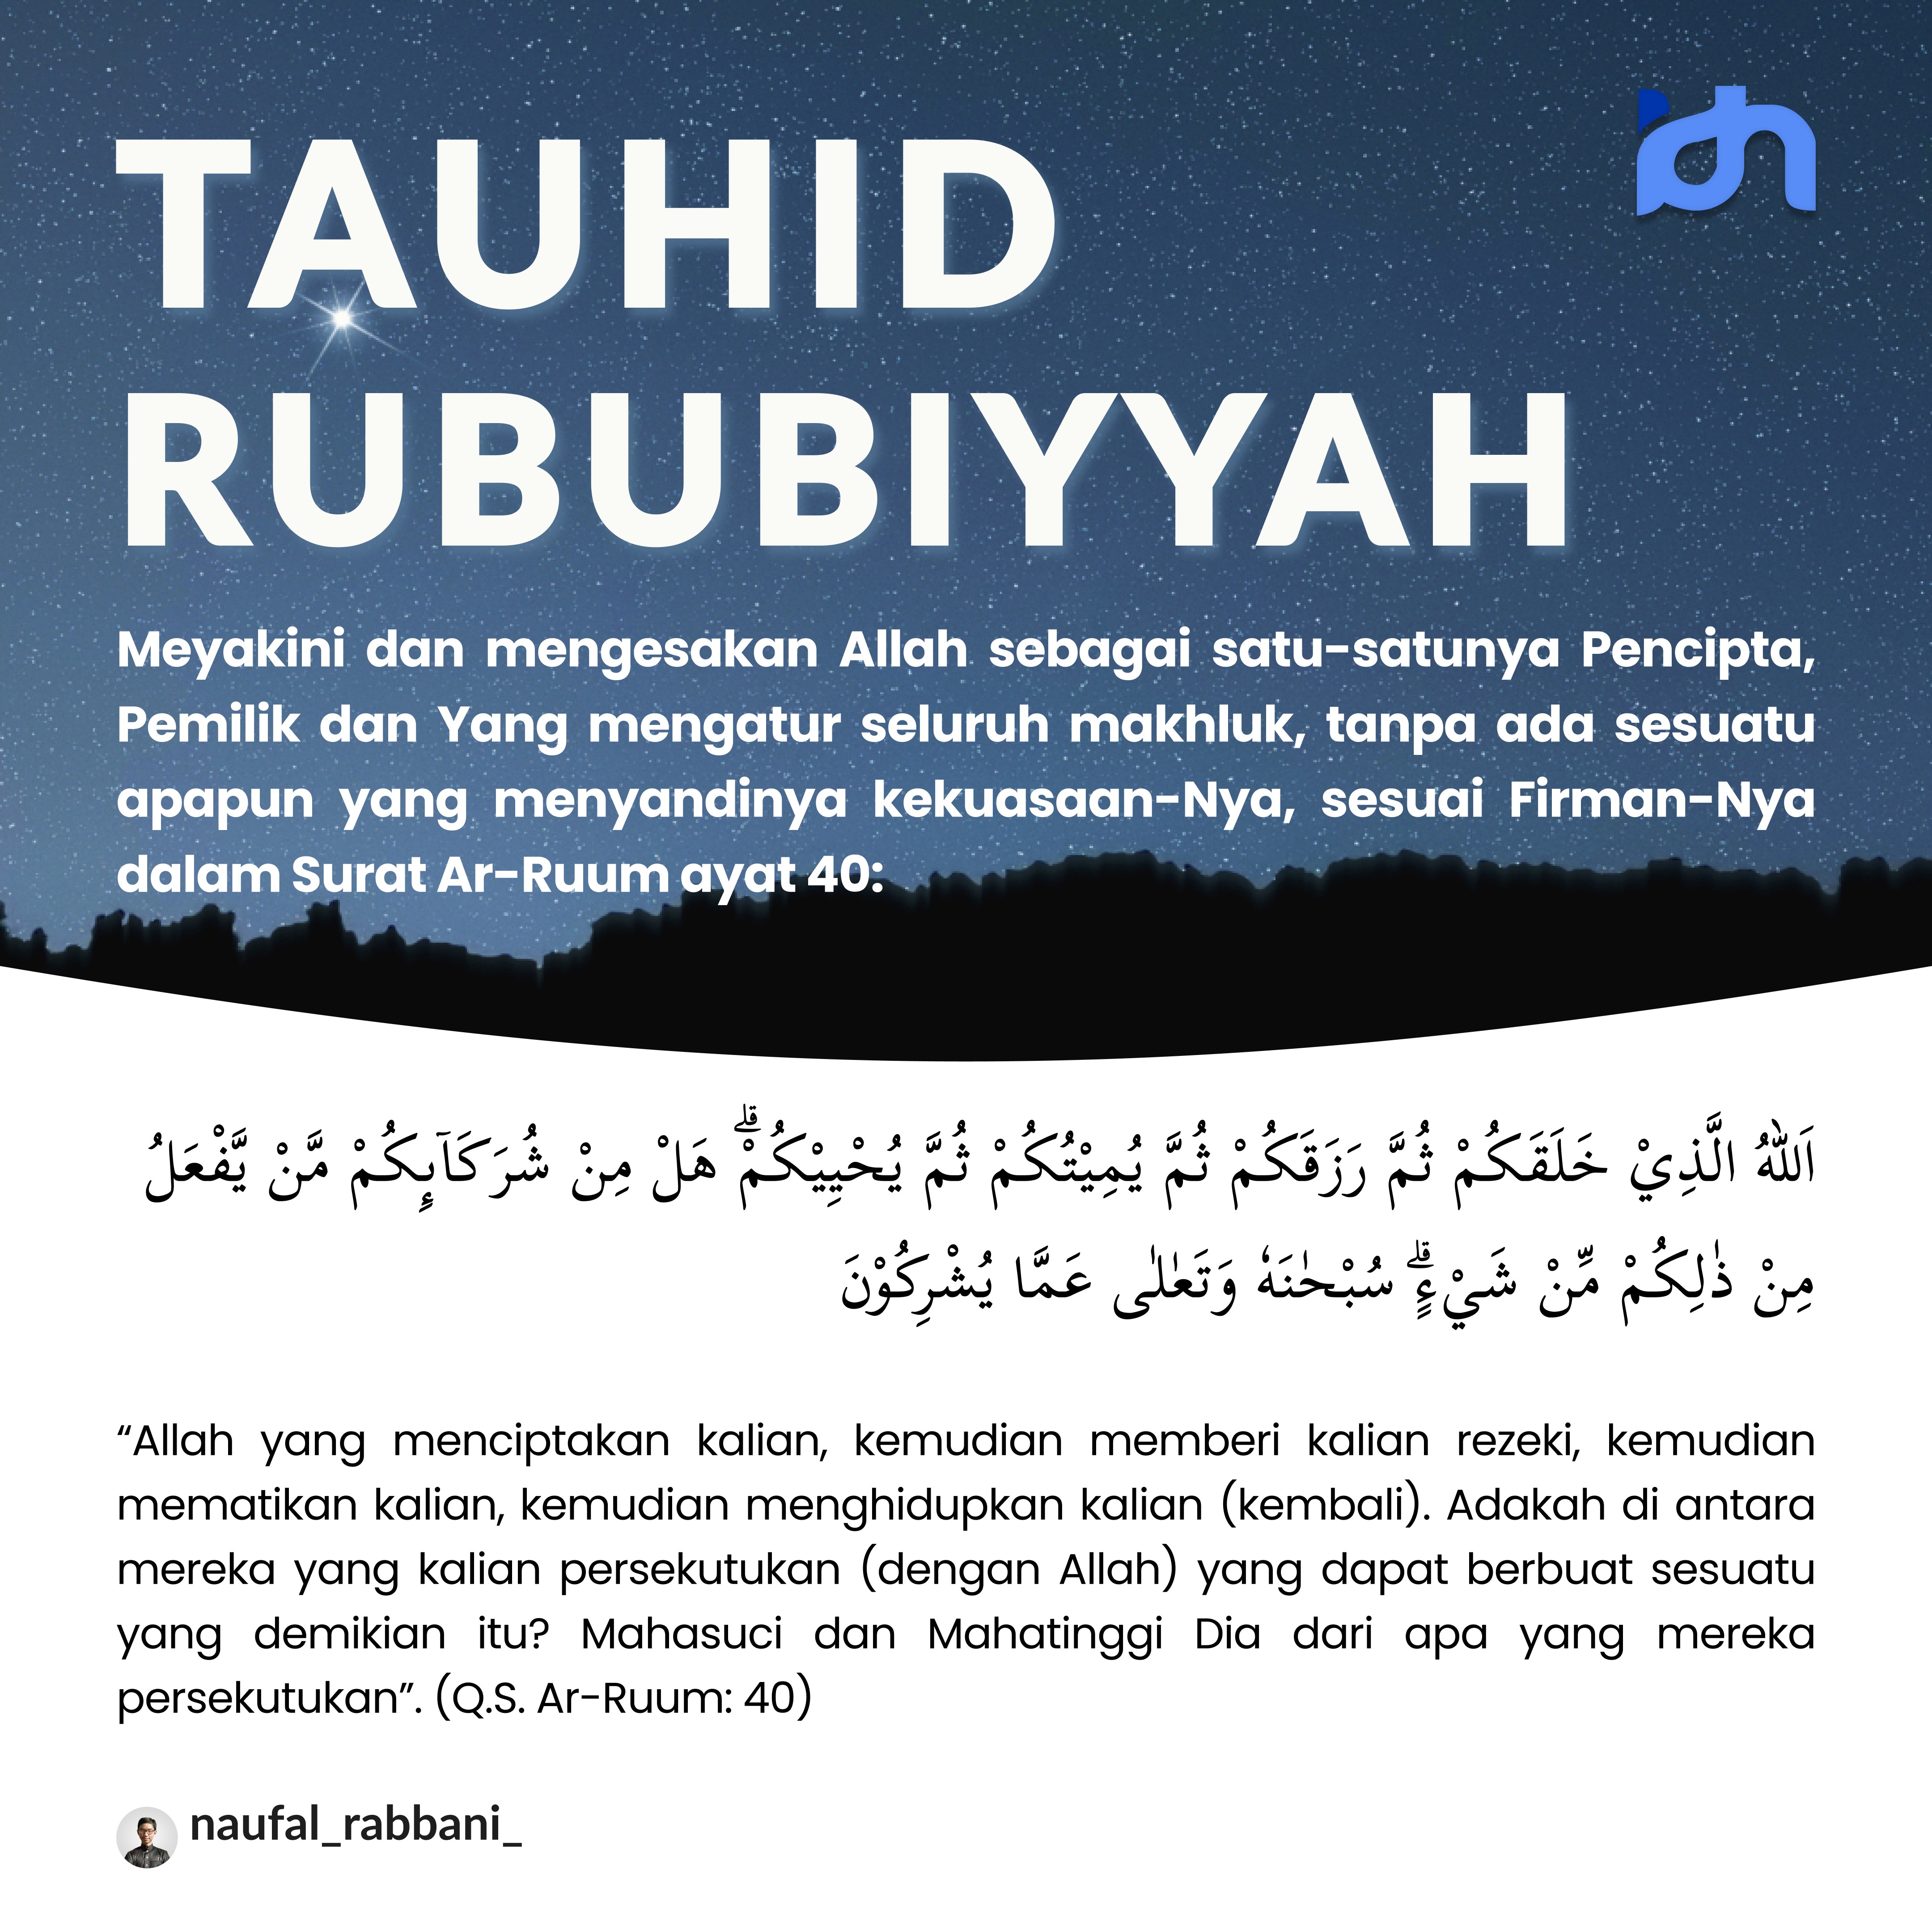 TAUHID
RUBUBIYYAH
Meyakini dan mengesakan Allah sebagai satu-satunya Pencipta,
Pemilik dan Yang mengatur seluruh makhluk, tanpa ada sesuatu
apapun yang menyandinya kekuasaan-Nya, sesuai Firman-Nya
dalam Surat Ar-Ruum ayat 40:
اَللّٰهُ الَّذِيْ خَلَقَكُمْ ثُمَّ رَزَقَكُمْ ثُمَّ يُمِيْتُكُمْ ثُمَّ يُحْيِيْكُمْۗ هَلْ مِنْ شُرَكَاۤىِٕكُمْ مَّنْ يَّفْعَلُ
مِنْ ذٰلِكُمْ مِّنْ شَيْءٍۗ سُبْحٰنَهٗ وَتَعٰلٰى عَمَّا يُشْرِكُوْنَ
“Allah yang menciptakan kalian, kemudian memberi kalian rezeki, kemudian
mematikan kalian, kemudian menghidupkan kalian (kembali). Adakah di antara
mereka yang kalian persekutukan (dengan Allah) yang dapat berbuat sesuatu
yang demikian itu? Mahasuci dan Mahatinggi Dia dari apa yang mereka
persekutukan”. (Q.S. Ar-Ruum: 40)
naufal_rabbani_